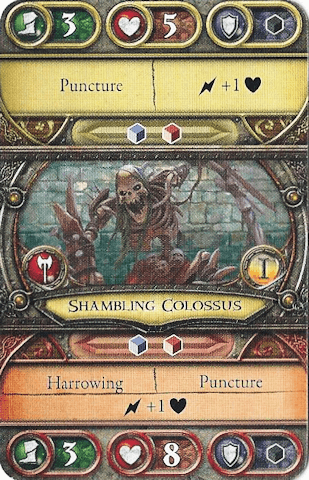 3 5
Puncture +1
SHAMBLING COLOSSUS
I
Harrowing Puncture
+1
3 8